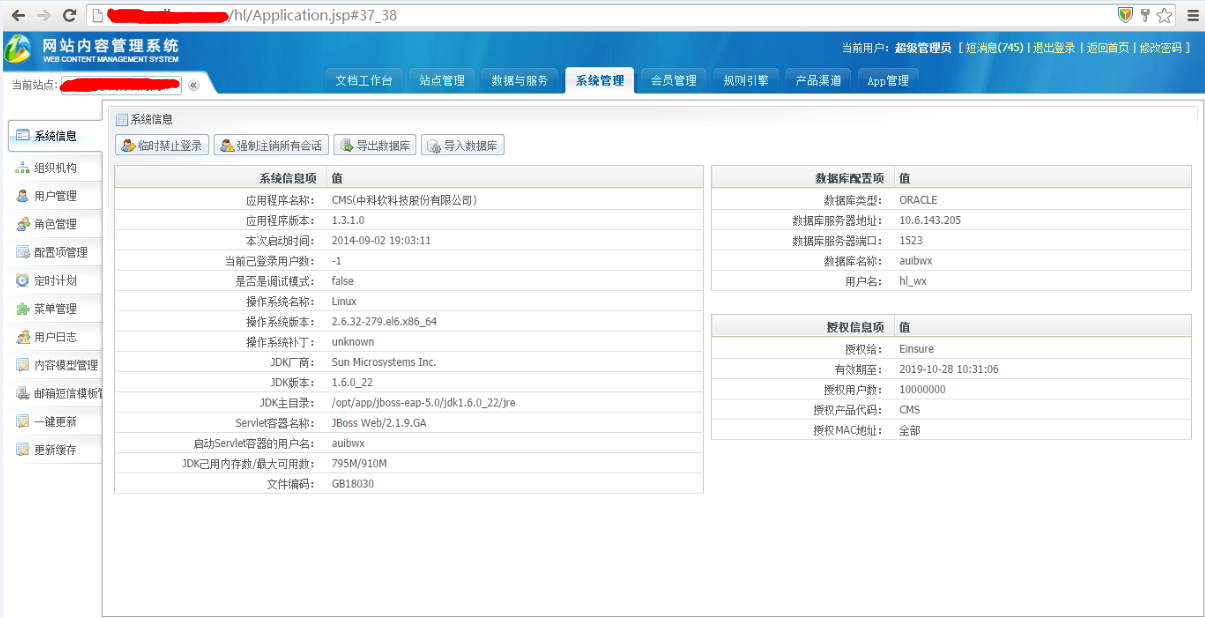 /hl/Application.jsp#37_38
网站内容管理系统
WEB CONTENT MANAGEMENT SYSTEM
当前用户: 超级管理员 [ 短消息(745) | 退出登录 | 返回首页 | 修改密码 ]
当前站点:
文档工作台 站点管理 数据与服务 系统管理 会员管理 规则引擎 产品渠道 App管理
系统信息
组织机构
用户管理
角色管理
配置项管理
定时计划
菜单管理
用户日志
内容模型管理
邮箱短信模板
一键更新
更新缓存
系统信息
临时禁止登录 强制注销所有会话 导出数据库 导入数据库
系统信息项 值
应用程序名称: CMS(中科软科技股份有限公司)
应用程序版本: 1.3.1.0
本次启动时间: 2014-09-02 19:03:11
当前己登录用户数: -1
是否是调试模式: false
操作系统名称: Linux
操作系统版本: 2.6.32-279.el6.x86_64
操作系统补丁: unknown
JDK厂商: Sun Microsystems Inc.
JDK版本: 1.6.0_22
JDK主目录: /opt/app/jboss-eap-5.0/jdk1.6.0_22/jre
Servlet容器名称: JBoss Web/2.1.9.GA
启动Servlet容器的用户名: auibwx
JDK己用内存数/最大可用数: 795M/910M
文件编码: GB18030
数据库配置项 值
数据库类型: ORACLE
数据库服务器地址: 10.6.143.205
数据库服务器端口: 1523
数据库名称: auibwx
用户名: hl_wx
授权信息项 值
授权给: Einsure
有效期至: 2019-10-28 10:31:06
授权用户数: 10000000
授权产品代码: CMS
授权MAC地址: 全部